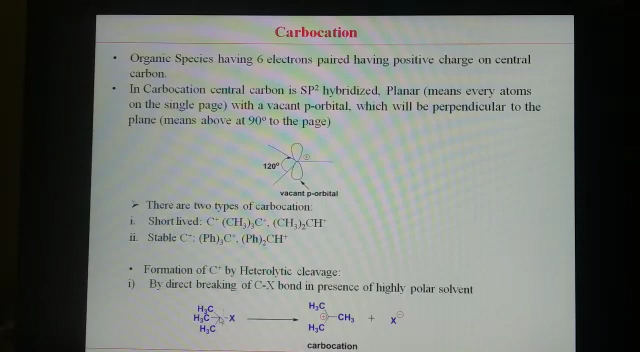 Carbocation
• Organic Species having 6 electrons paired having positive charge on central
carbon.
• In Carbocation central carbon is SP² hybridized, Planar (means every atoms
on the single page) with a vacant p-orbital, which will be perpendicular to the
plane (means above at 90° to the page)
⊕
120°
vacant p-orbital
➢ There are two types of carbocation:
i. Short lived: C⁺ (CH₃)₃C⁺, (CH₃)₂CH⁺
ii. Stable C⁺: (Ph)₃C⁺, (Ph)₂CH⁺
• Formation of C⁺ by Heterolytic cleavage:
i) By direct breaking of C-X bond in presence of highly polar solvent
H₃C H₃C
H₃C X ⊕ CH₃ + X⊖
H₃C H₃C
carbocation